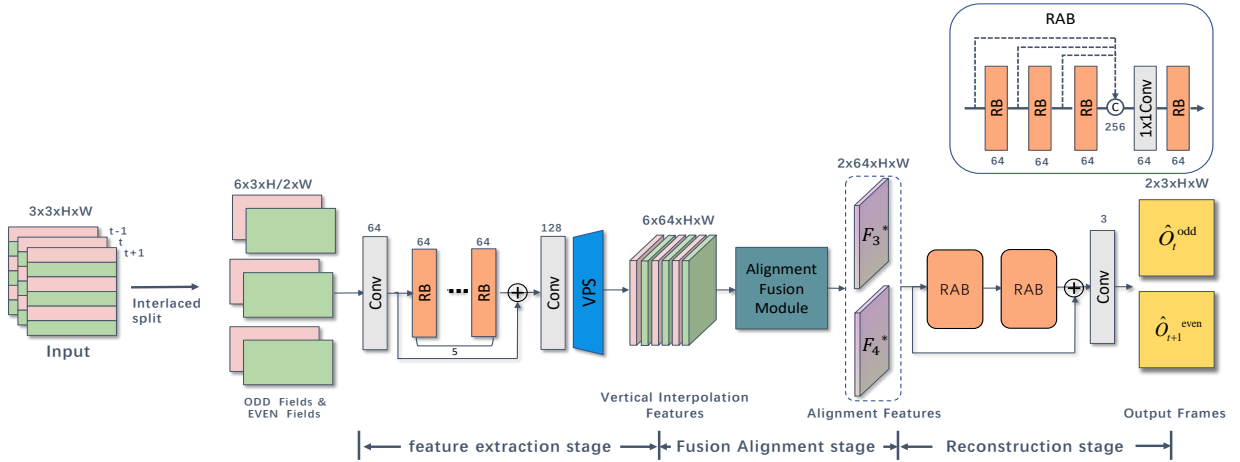 RAB
RB
RB
RB
C
256
1x1Conv
RB
64
64
64
64
64
3x3xHxW
t-1
t
t+1
Input
Interlaced
split
6x3xH/2xW
ODD Fields &
EVEN Fields
64
Conv
64
RB
64
RB
5
128
Conv
VPS
6x64xHxW
Vertical Interpolation
Features
Alignment
Fusion
Module
2x64xHxW
F3*
F4*
Alignment Features
RAB
RAB
3
Conv
2x3xHxW
Ô_t^odd
Ô_t+1^even
Output Frames
feature extraction stage
Fusion Alignment stage
Reconstruction stage